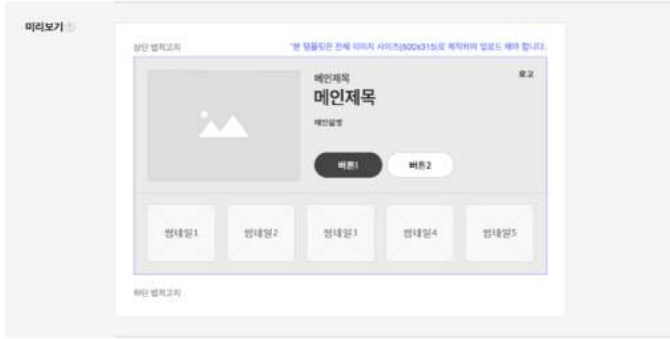 미리보기
상단 법적고지
*본 템플릿은 전체 이미지 사이즈(600x315)로 제작하여 업로드 해야 합니다.
메인제목
로고
메인제목
메인설명
버튼1 버튼2
썸네일1 썸네일2 썸네일3 썸네일4 썸네일5
하단 법적고지